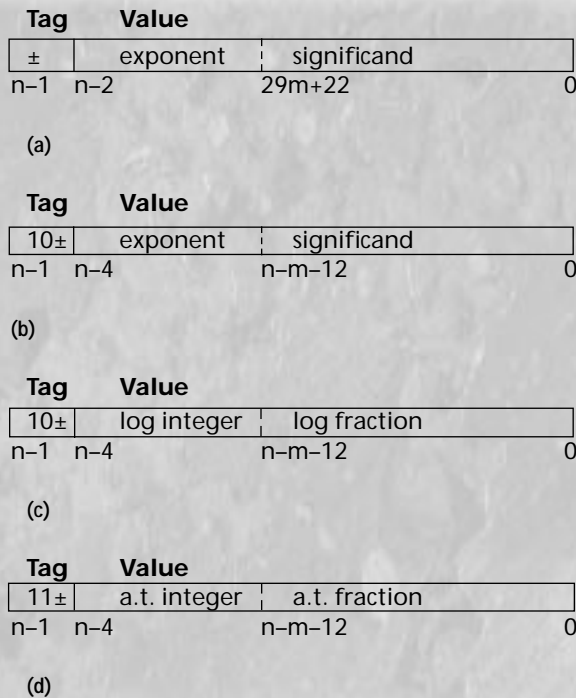 Tag Value
± exponent significand
n–1 n–2 29m+22 0
(a)
Tag Value
10± exponent significand
n–1 n–4 n–m–12 0
(b)
Tag Value
10± log integer log fraction
n–1 n–4 n–m–12 0
(c)
Tag Value
11± a.t. integer a.t. fraction
n–1 n–4 n–m–12 0
(d)